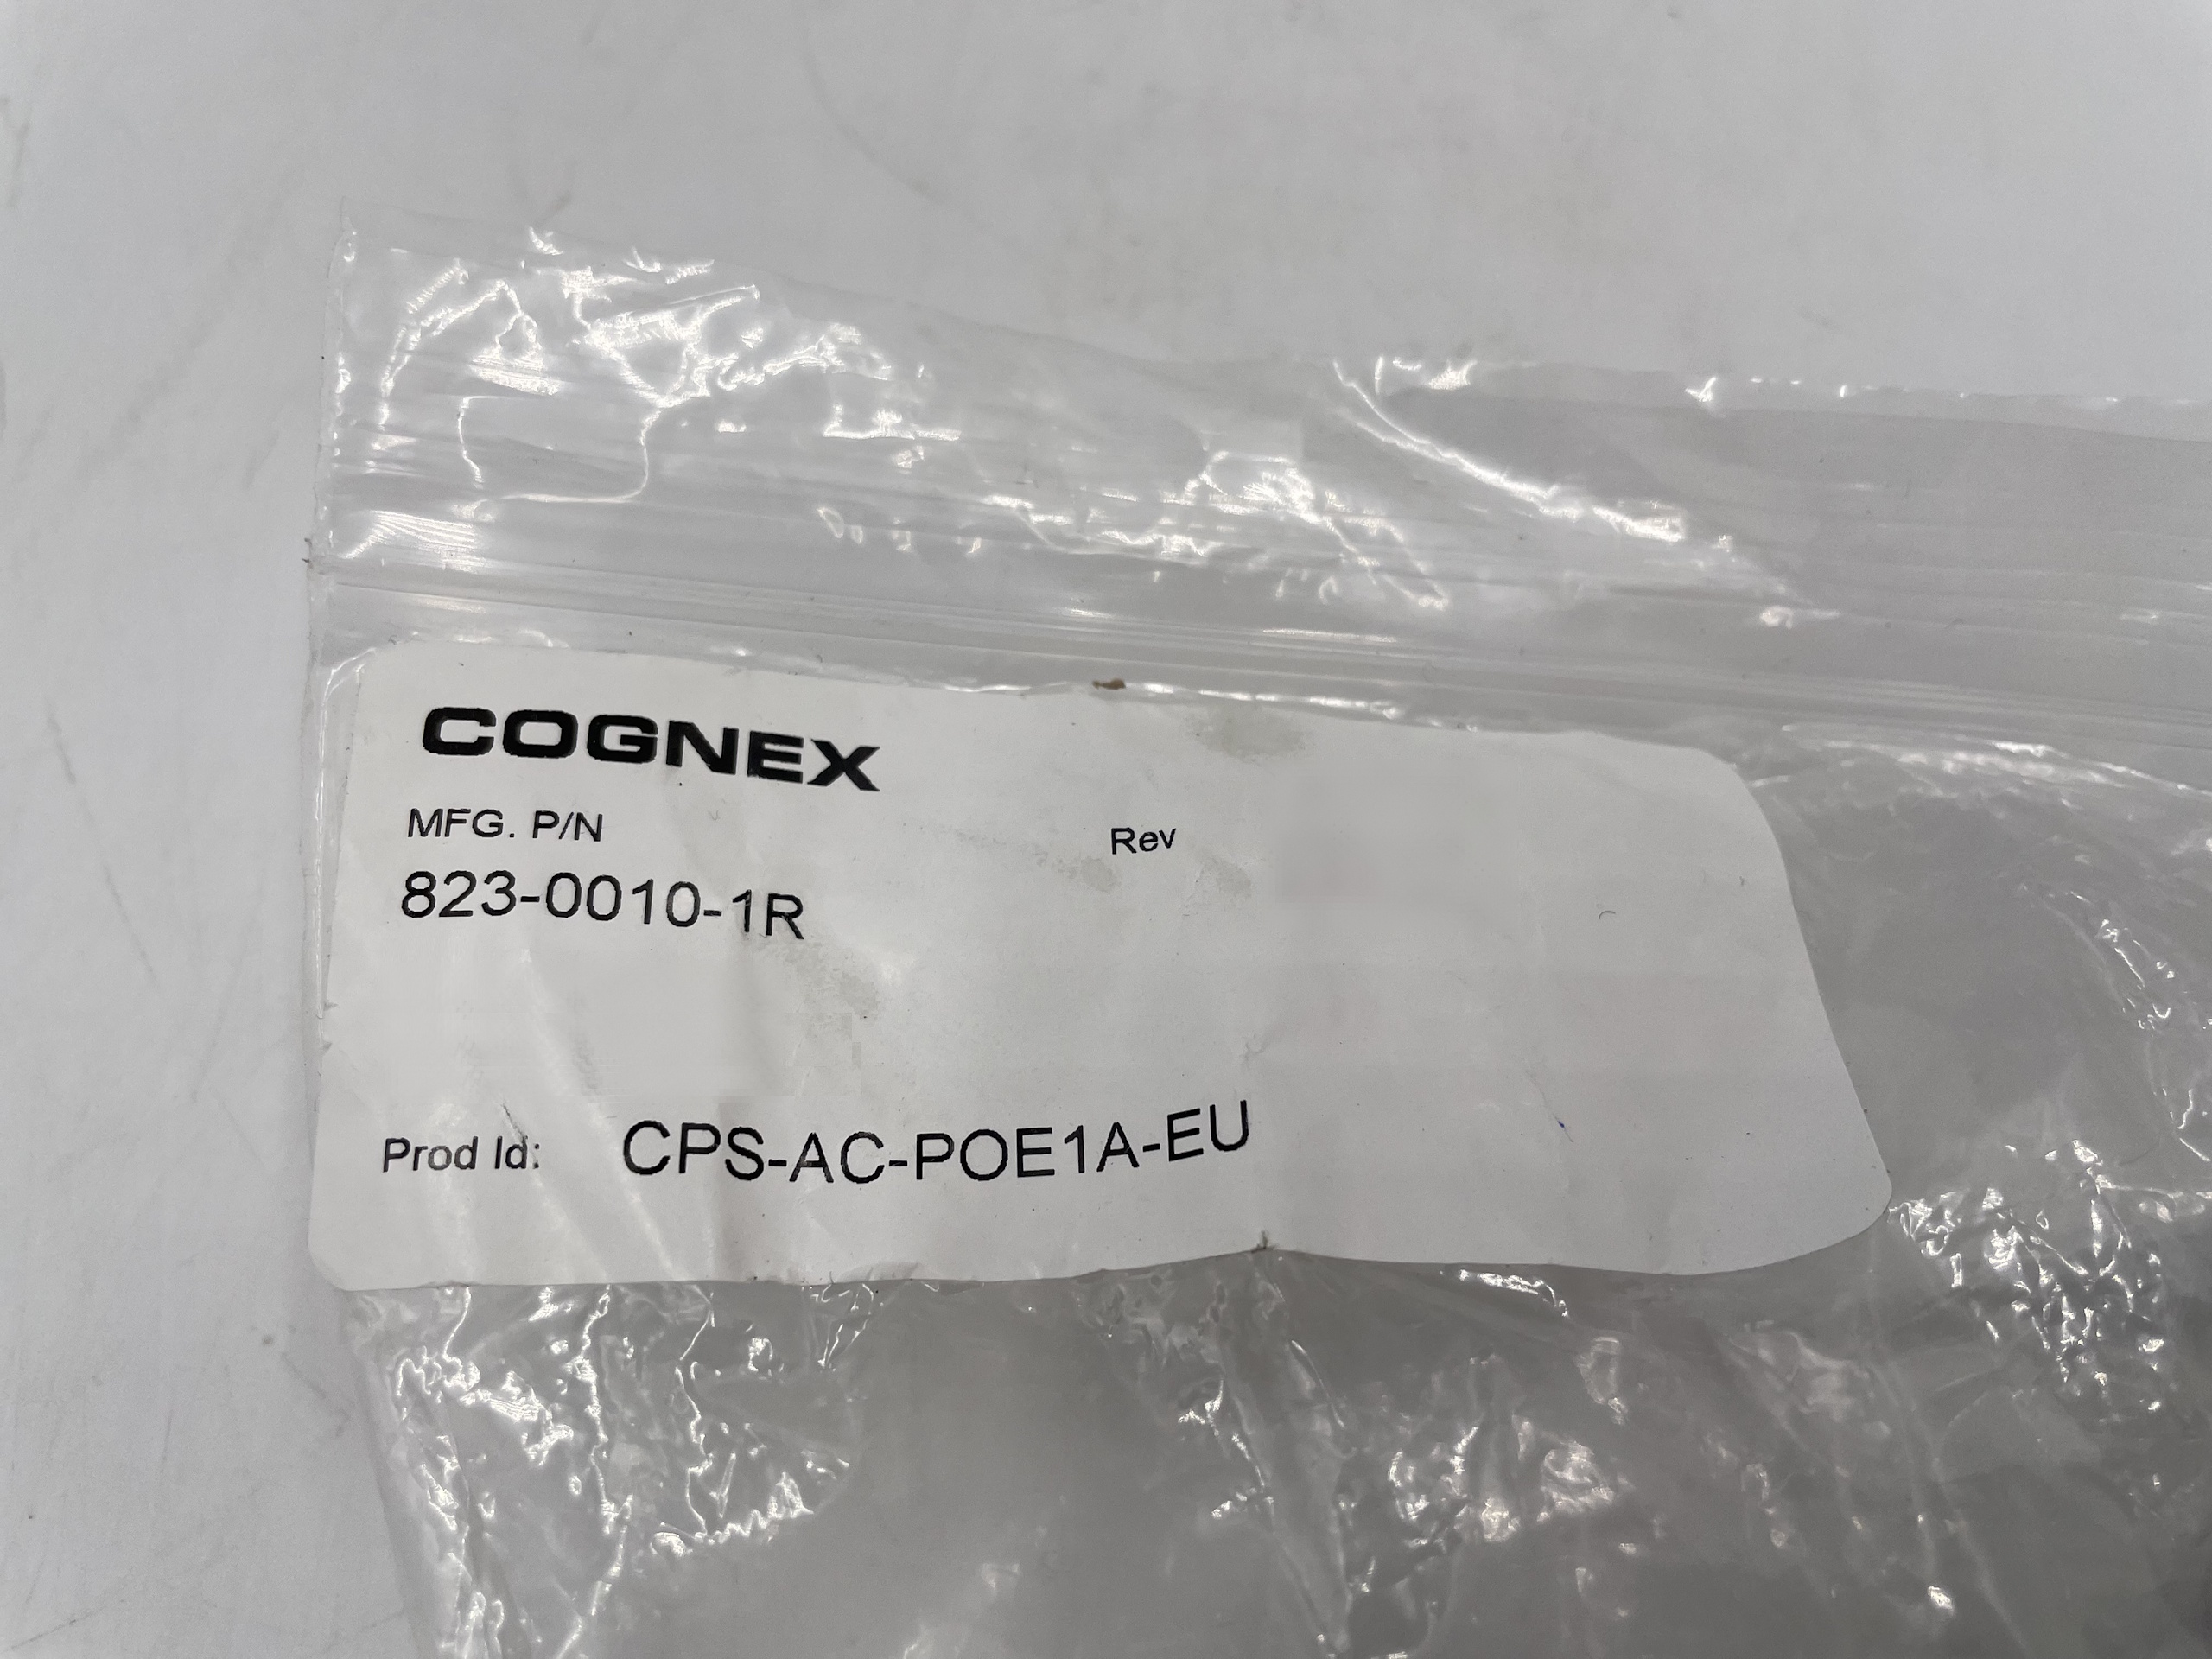 COGNEX
MFG. P/N Rev
823-0010-1R
Prod Id: CPS-AC-POE1A-EU